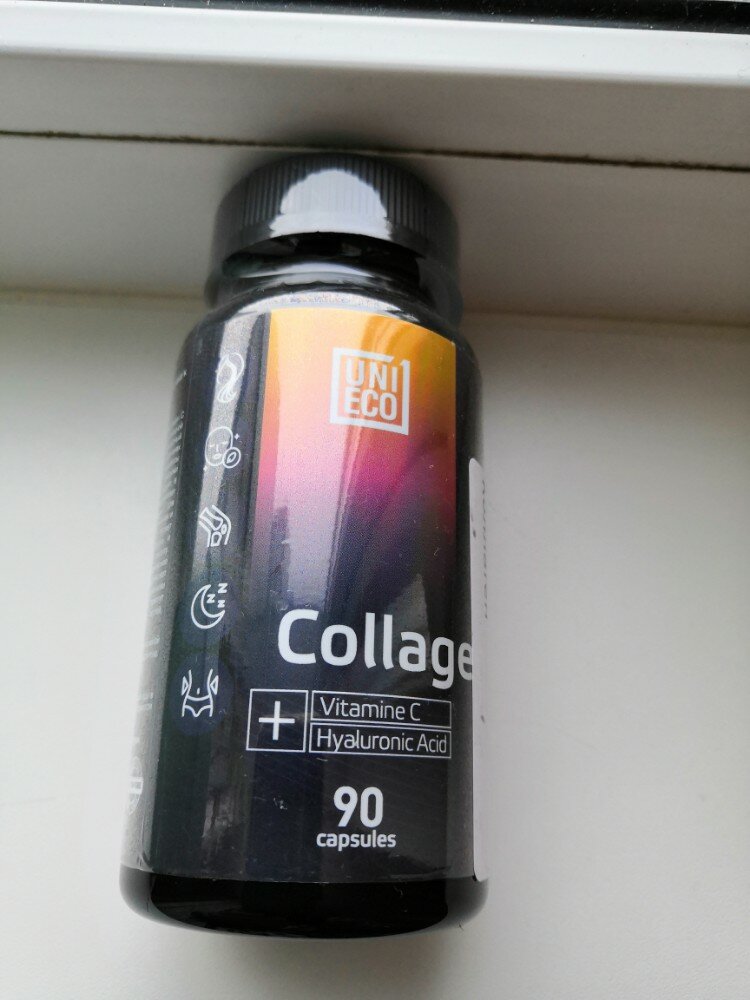 UNI
ECO
Collage
+
Vitamine C
Hyaluronic Acid
90
capsules